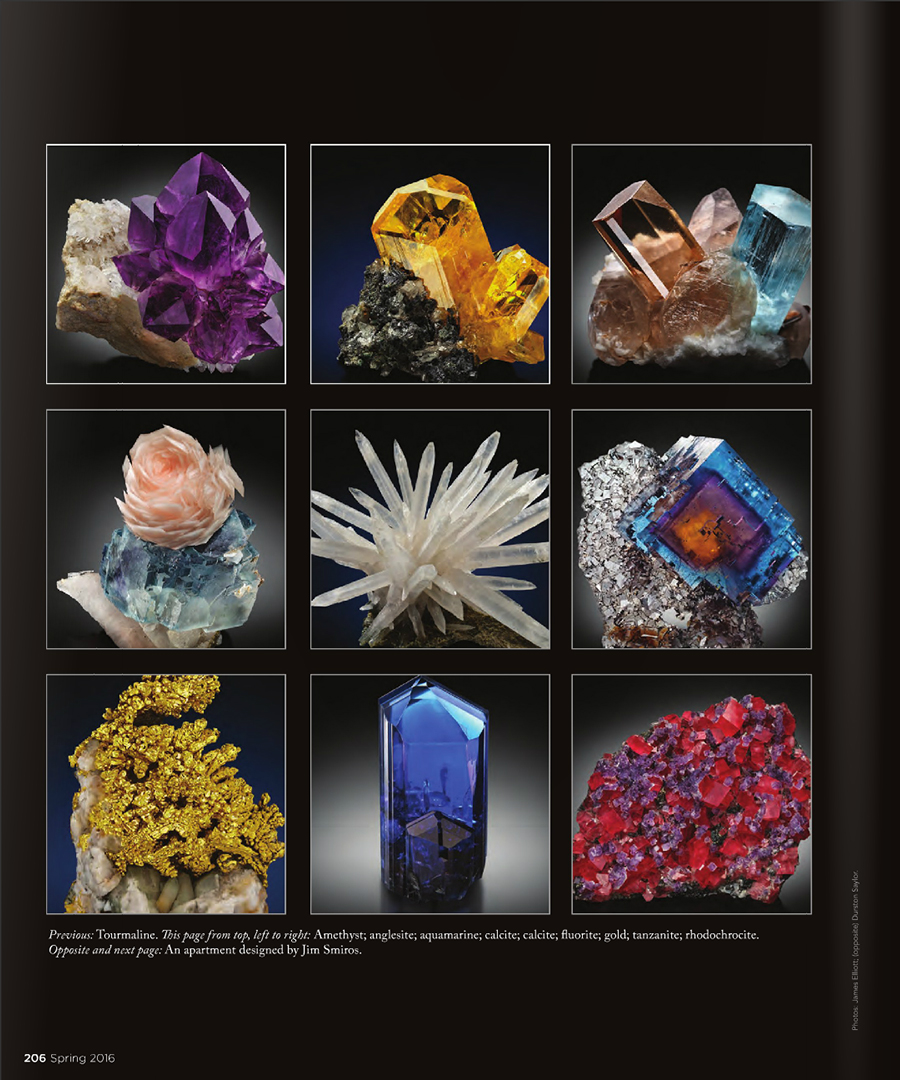 Previous: Tourmaline. This page from top, left to right: Amethyst; anglesite; aquamarine; calcite; calcite; fluorite; gold; tanzanite; rhodochrocite.
Opposite and next page: An apartment designed by Jim Smiros.
Photos: James Elliott; (opposite) Durston Saylor.
206 Spring 2016